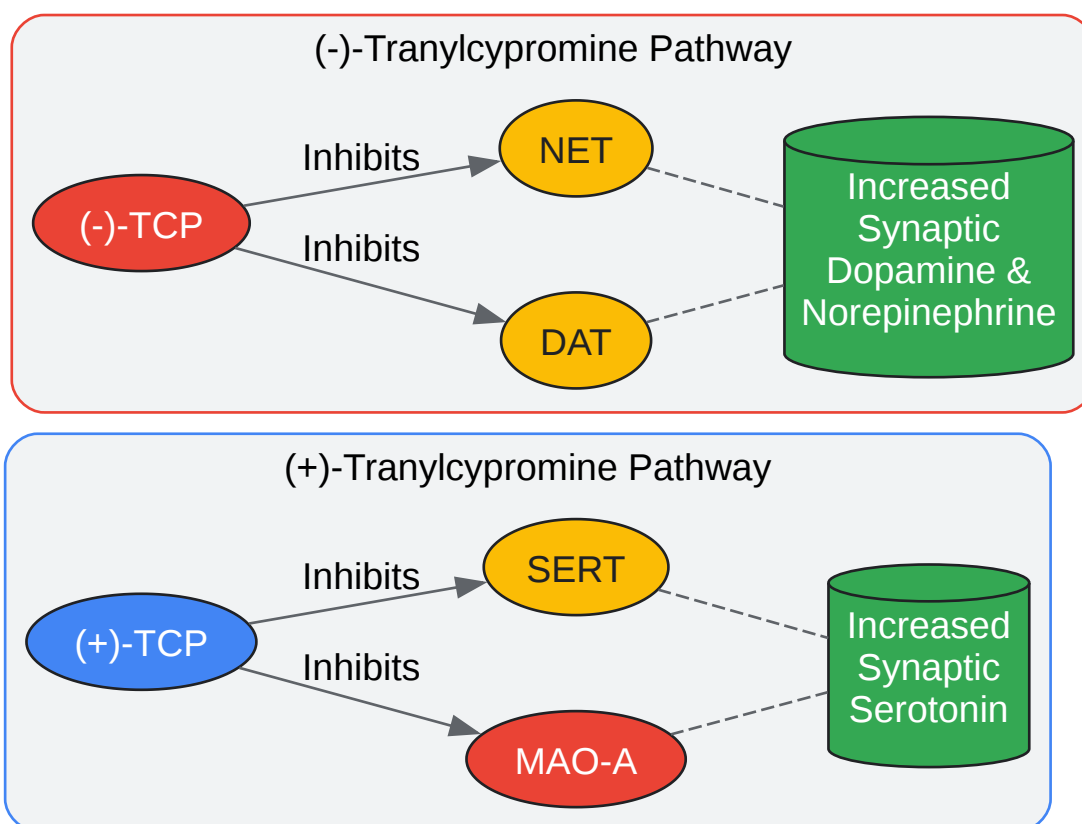 (-)-Tranylcypromine Pathway
Inhibits
NET
(-)-TCP
Inhibits
DAT
Increased
Synaptic
Dopamine &
Norepinephrine
(+)-Tranylcypromine Pathway
Inhibits
SERT
(+)-TCP
Inhibits
MAO-A
Increased
Synaptic
Serotonin